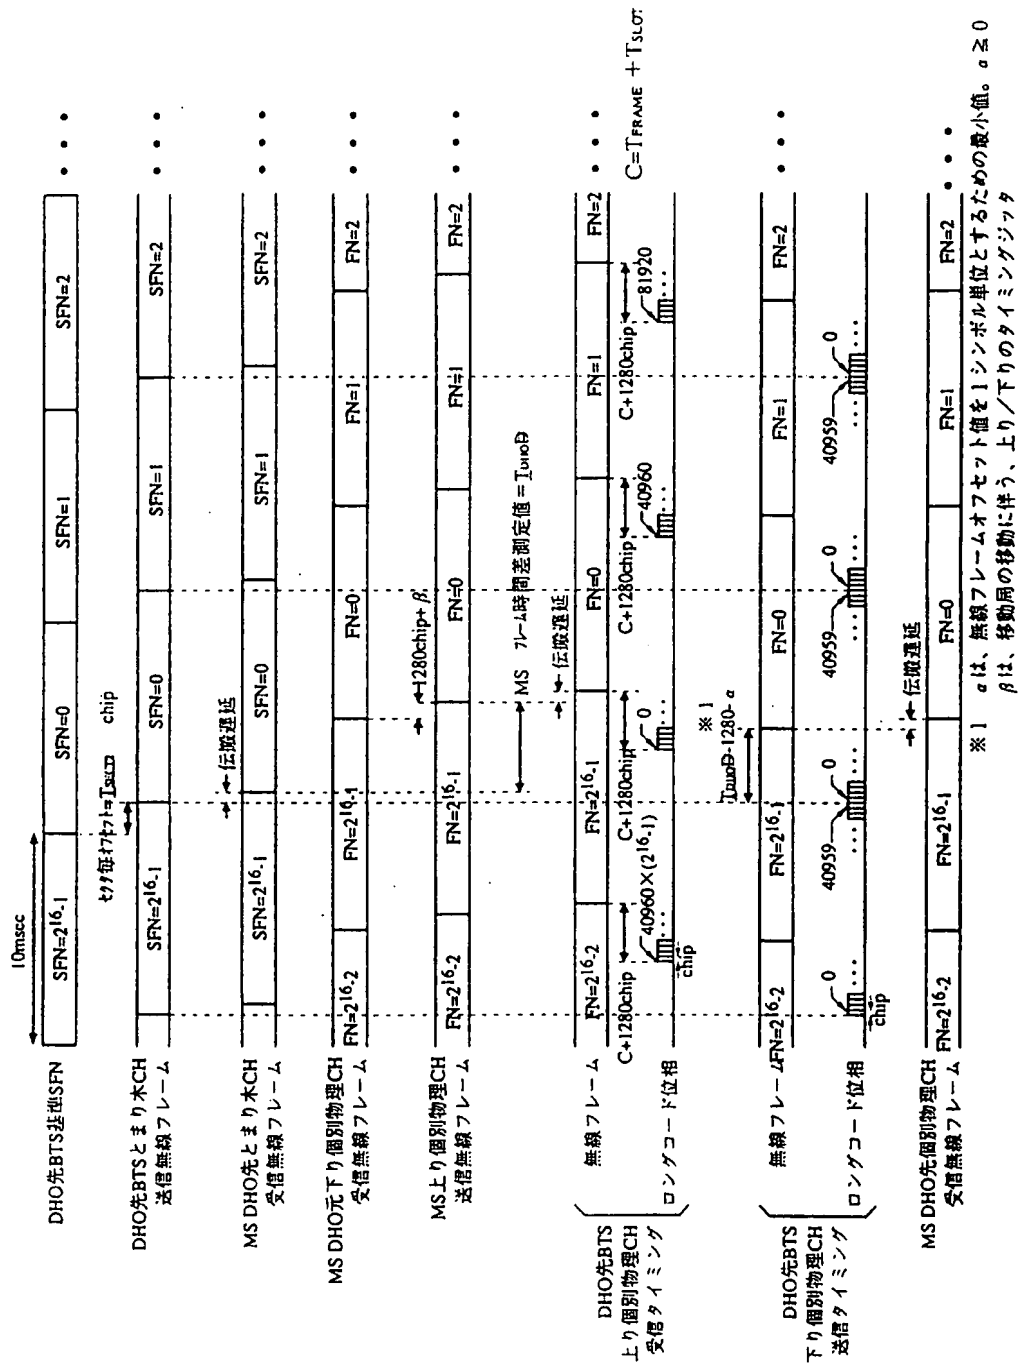 10msec
DHO先BTS基準SFN
SFN=2^16-1
SFN=0
SFN=1
SFN=2
• • •
セクタ毎オフセット=TSECT chip
DHO先BTSとまり木CH
送信無線フレーム
SFN=2^16-1
SFN=0
SFN=1
SFN=2
• • •
伝搬遅延
MS DHO先とまり木CH
受信無線フレーム
SFN=2^16-1
SFN=0
SFN=1
SFN=2
• • •
MS DHO元下り個別物理CH
受信無線フレーム
FN=2^16-2
FN=2^16-1
FN=0
FN=1
FN=2
• • •
1280chip+β
MS上り個別物理CH
送信無線フレーム
FN=2^16-2
FN=2^16-1
FN=0
FN=1
FN=2
• • •
MS フレーム時間差測定値=TDHOD
伝搬遅延
DHO先BTS
上り個別物理CH
受信タイミング
無線フレーム
FN=2^16-2
FN=2^16-1
FN=0
FN=1
FN=2
• • •
C+1280chip
C+1280chip
C+1280chip
C+1280chip
C+1280chip
C=TFRAME + TSLOT
ロングコード位相
40960×(2^16-1)
0
40960
81920
chip
※1
TDHOD-1280-α
DHO先BTS
下り個別物理CH
送信タイミング
無線フレーム
FN=2^16-2
FN=2^16-1
FN=0
FN=1
FN=2
• • •
ロングコード位相
0
40959
0
40959
0
40959
0
chip
伝搬遅延
MS DHO先個別物理CH
受信無線フレーム
FN=2^16-2
FN=2^16-1
FN=0
FN=1
FN=2
• • •
※1 αは、無線フレームオフセット値を1シンボル単位とするための最小値。α≧0
βは、移動局の移動に伴う、上り/下りのタイミングジッタ